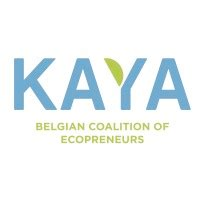 KAYA
BELGIAN COALITION OF
ECOPRENEURS